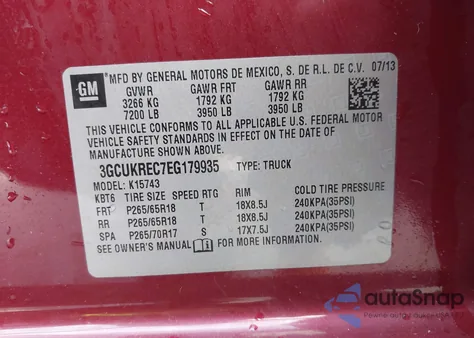 GM
MFD BY GENERAL MOTORS DE MEXICO, S. DE R.L. DE C.V. 07/13
GVWR GAWR FRT GAWR RR
3266 KG 1792 KG 1792 KG
7200 LB 3950 LB 3950 LB
THIS VEHICLE CONFORMS TO ALL APPLICABLE U.S. FEDERAL MOTOR
VEHICLE SAFETY STANDARDS IN EFFECT ON THE DATE OF
MANUFACTURE SHOWN ABOVE.
3GCUKREC7EG179935 TYPE: TRUCK
MODEL: K15743
KBT6 TIRE SIZE SPEED RTG RIM COLD TIRE PRESSURE
FRT P265/65R18 T 18X8.5J 240KPA(35PSI)
RR P265/65R18 T 18X8.5J 240KPA(35PSI)
SPA P265/70R17 S 17X7.5J 240KPA(35PSI)
SEE OWNER'S MANUAL FOR MORE INFORMATION.
autoSnap
Pewne auto z USA